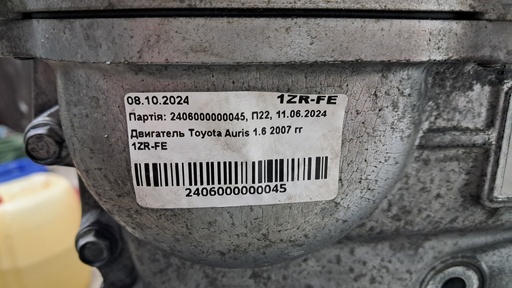 08.10.2024 1ZR-FE
Партія: 2406000000045, П22, 11.06.2024
Двигатель Toyota Auris 1.6 2007 гг
1ZR-FE
2406000000045